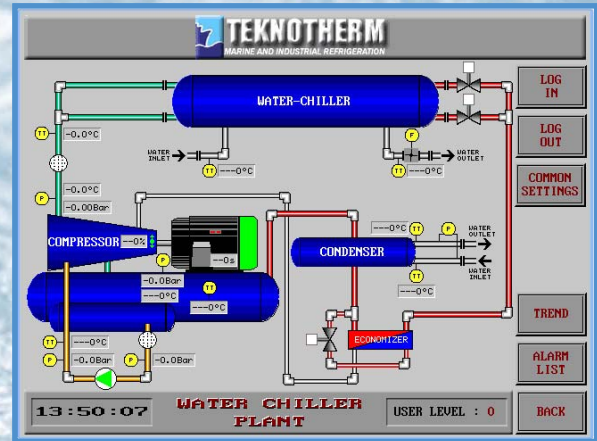 TEKNOTHERM
MARINE AND INDUSTRIAL REFRIGERATION
LOG
IN
WATER-CHILLER
LOG
OUT
TT
-0.0°C
F
WATER
INLET
WATER
OUTLET
TT
---0°C
TT
---0°C
COMMON
SETTINGS
-0.0°C
P
-0.00Bar
---0°C
TT
P
WATER
OUTLET
COMPRESSOR
--0%
CONDENSER
P
--0s
WATER
INLET
-0.0Bar
TT
---0°C
TT
---0°C
---0°C
TREND
TT
---0°C
ECONOMIZER
P
-0.0Bar
P
-0.0Bar
ALARM
LIST
13:50:07
WATER CHILLER
PLANT
USER LEVEL : 0
BACK